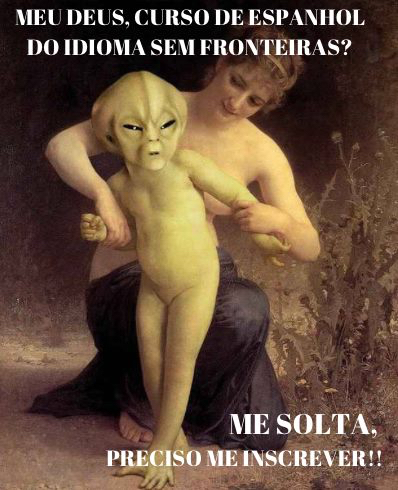 MEU DEUS, CURSO DE ESPANHOL
DO IDIOMA SEM FRONTEIRAS?
ME SOLTA,
PRECISO ME INSCREVER!!